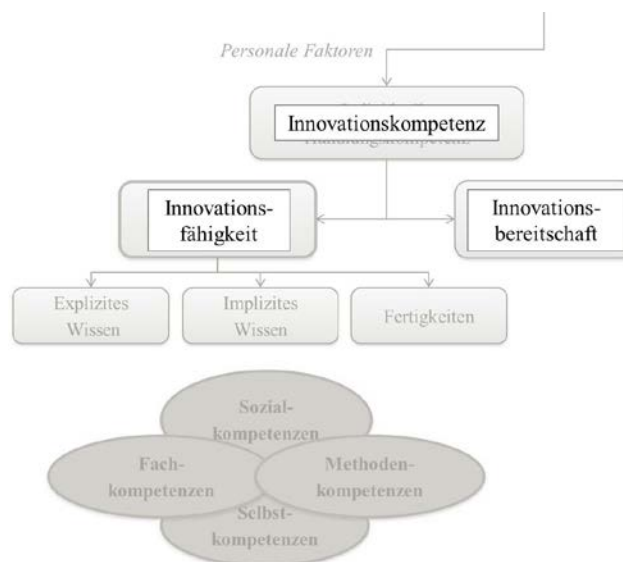 Personale Faktoren
Innovationskompetenz
Innovations-
fähigkeit
Innovations-
bereitschaft
Explizites
Wissen
Implizites
Wissen
Fertigkeiten
Sozial-
kompetenzen
Fach-
kompetenzen
Methoden-
kompetenzen
Selbst-
kompetenzen